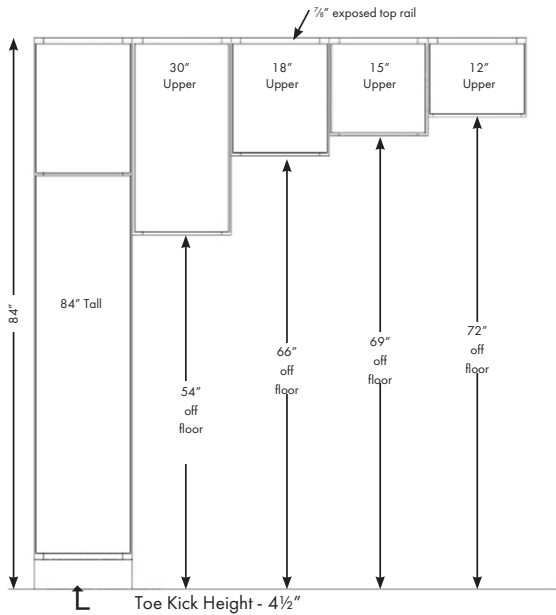 ⅞” exposed top rail
30”
Upper
18”
Upper
15”
Upper
12”
Upper
84”
84” Tall
54”
off
floor
66”
off
floor
69”
off
floor
72”
off
floor
Toe Kick Height - 4½”